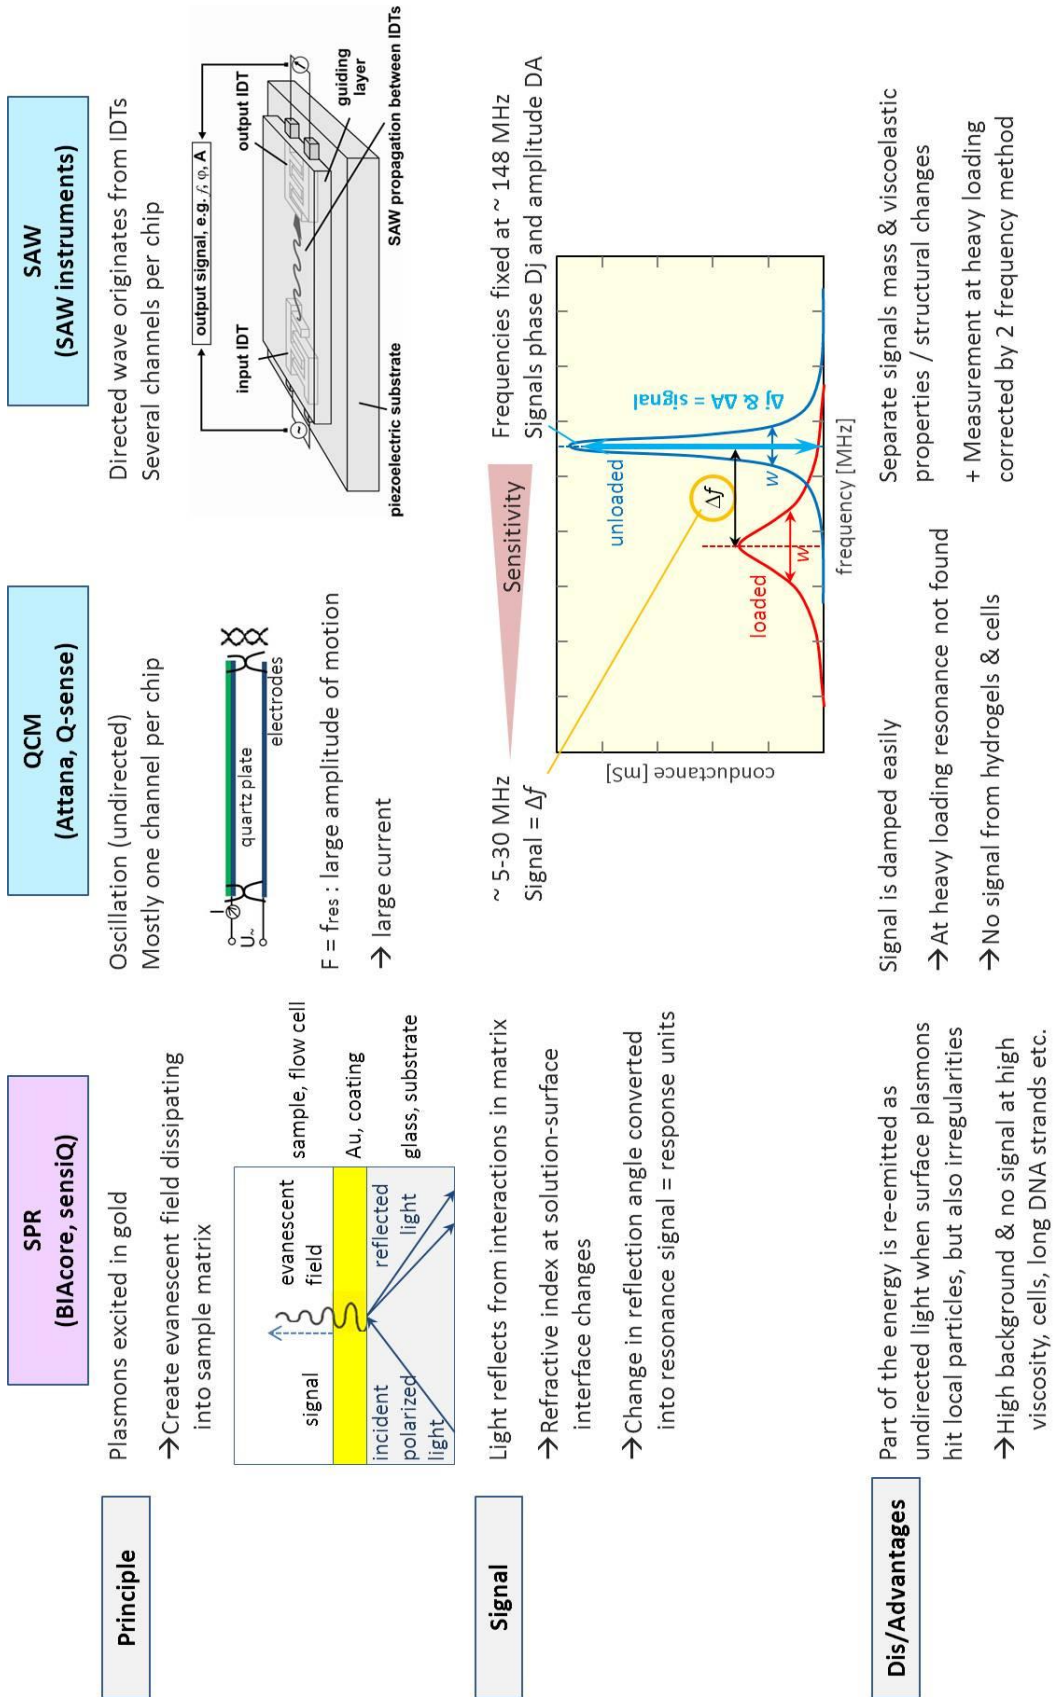 SPR
(BIAcore, sensiQ)
QCM
(Attana, Q-sense)
SAW
(SAW instruments)
Principle
Plasmons excited in gold
→Create evanescent field dissipating
into sample matrix
signal
evanescent
field
incident
polarized
light
reflected
light
sample, flow cell
Au, coating
glass, substrate
Oscillation (undirected)
Mostly one channel per chip
I
U~
quartz plate
electrodes
F = fres : large amplitude of motion
→ large current
Directed wave originates from IDTs
Several channels per chip
output signal, e.g. f, φ, A
input IDT
output IDT
~
guiding
layer
piezoelectric substrate
SAW propagation between IDTs
Signal
Light reflects from interactions in matrix
→Refractive index at solution-surface
interface changes
→Change in reflection angle converted
into resonance signal = response units
~ 5-30 MHz
Signal = Δf
Sensitivity
Frequencies fixed at ~ 148 MHz
Signals phase Dj and amplitude DA
conductance [mS]
unloaded
Δj & ΔA = signal
Δf
loaded
w
w
frequency [MHz]
Dis/Advantages
Part of the energy is re-emitted as
undirected light when surface plasmons
hit local particles, but also irregularities
→High background & no signal at high
viscosity, cells, long DNA strands etc.
Signal is damped easily
→At heavy loading resonance not found
→No signal from hydrogels & cells
Separate signals mass & viscoelastic
properties / structural changes
+ Measurement at heavy loading
corrected by 2 frequency method